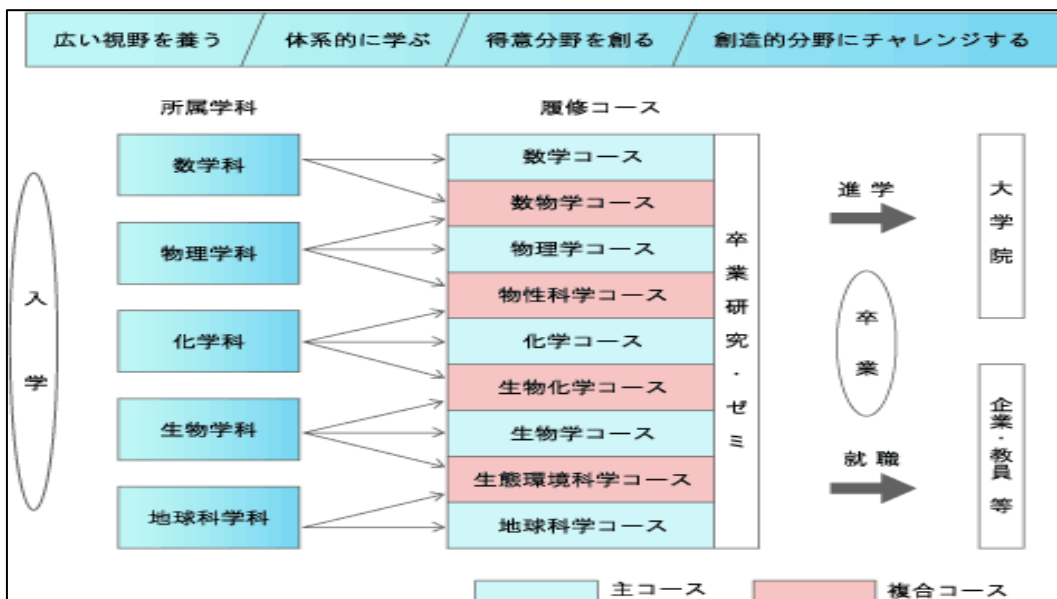 広い視野を養う
体系的に学ぶ
得意分野を創る
創造的分野にチャレンジする
所属学科
履修コース
入学
数学科
物理学科
化学科
生物学科
地球科学科
数学コース
数物学コース
物理学コース
物性科学コース
化学コース
生物化学コース
生物学コース
生態環境科学コース
地球科学コース
卒業研究・ゼミ
進学
卒業
就職
大学院
企業・教員等
主コース
複合コース